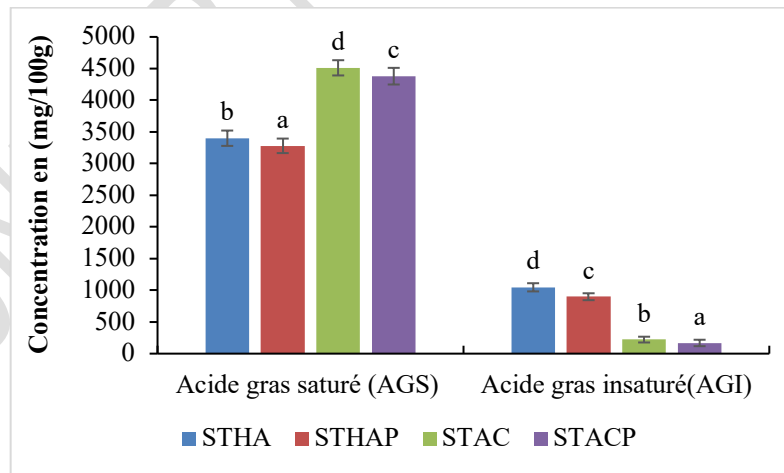 Concentration en (mg/100g)
5000
4500
4000
3500
3000
2500
2000
1500
1000
500
0
b
a
d
c
d
c
b
a
Acide gras saturé (AGS)
Acide gras insaturé(AGI)
STHA
STHAP
STAC
STACP